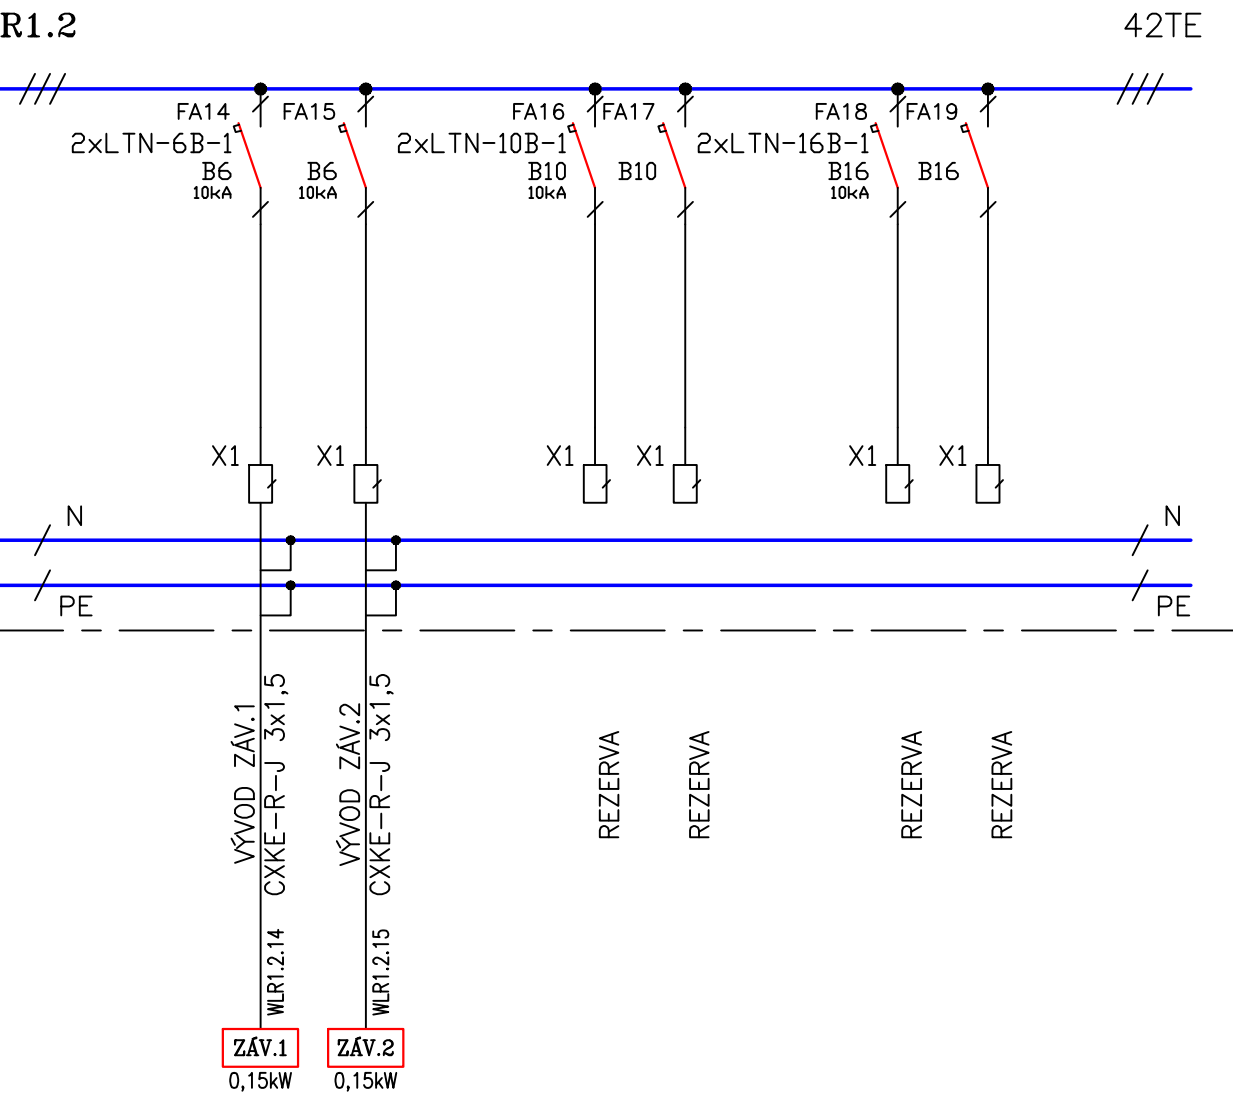 R1.2
42TE
FA14
FA15
FA16
FA17
FA18
FA19
2xLTN-6B-1
2xLTN-10B-1
2xLTN-16B-1
B6
B6
B10
B10
B16
B16
10kA
10kA
10kA
10kA
X1
X1
X1
X1
X1
X1
N
N
PE
PE
VÝVOD ZÁV.1
CXKE-R-J 3x1,5
VÝVOD ZÁV.2
CXKE-R-J 3x1,5
REZERVA
REZERVA
REZERVA
REZERVA
WLR1.2.14
WLR1.2.15
ZÁV.1
ZÁV.2
0,15kW
0,15kW